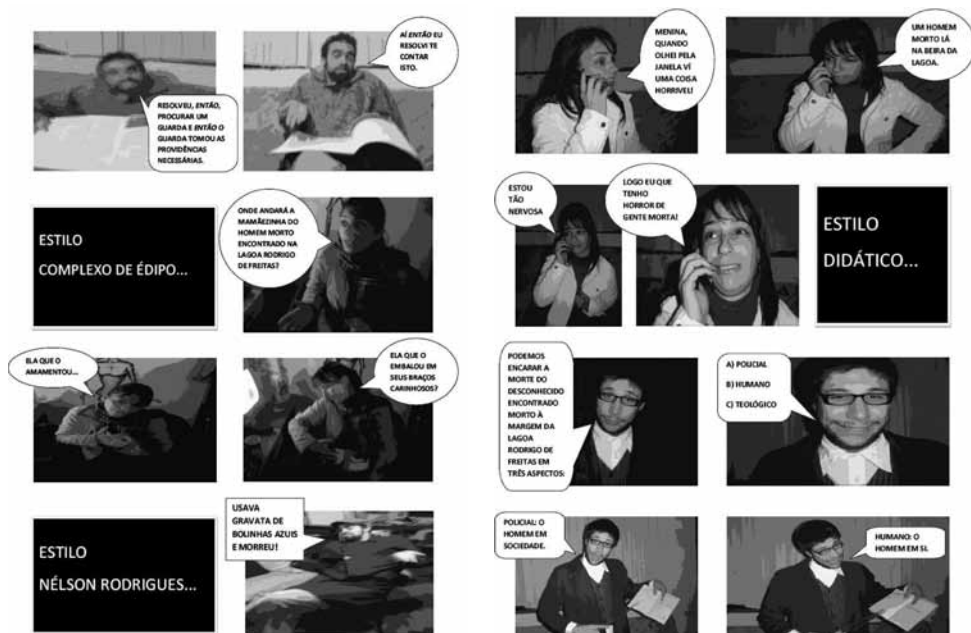 RESOLVEU, ENTÃO,
PROCURAR UM
GUARDA E ENTÃO O
GUARDA TOMOU AS
PROVIDÊNCIAS
NECESSÁRIAS.
AÍ ENTÃO EU
RESOLVI TE
CONTAR
ISTO.
ESTILO
COMPLEXO DE ÉDIPO...
ONDE ANDARÁ A
MAMÃEZINHA DO
HOMEM MORTO
ENCONTRADO NA
LAGOA RODRIGO
DE FREITAS?
ELA QUE O
AMAMENTOU...
ELA QUE O
EMBALOU EM
SEUS BRAÇOS
CARINHOSOS?
ESTILO
NÉLSON RODRIGUES...
USAVA
GRAVATA DE
BOLINHAS AZUIS
E MORREU!
MENINA,
QUANDO
OLHEI PELA
JANELA VÍ
UMA COISA
HORRIVEL!
UM HOMEM
MORTO LÁ
NA BEIRA DA
LAGOA.
ESTOU
TÃO
NERVOSA
LOGO EU QUE
TENHO
HORROR DE
GENTE MORTA!
ESTILO
DIDÁTICO...
PODEMOS
ENCARAR A
MORTE DO
DESCONHECIDO
ENCONTRADO
MORTO À
MARGEM DA
LAGOA
RODRIGO DE
FREITAS EM
TRÊS ASPECTOS:
A) POLICIAL
B) HUMANO
C) TEOLÓGICO
POLICIAL: O
HOMEM EM
SOCIEDADE.
HUMANO: O
HOMEM EM SI.